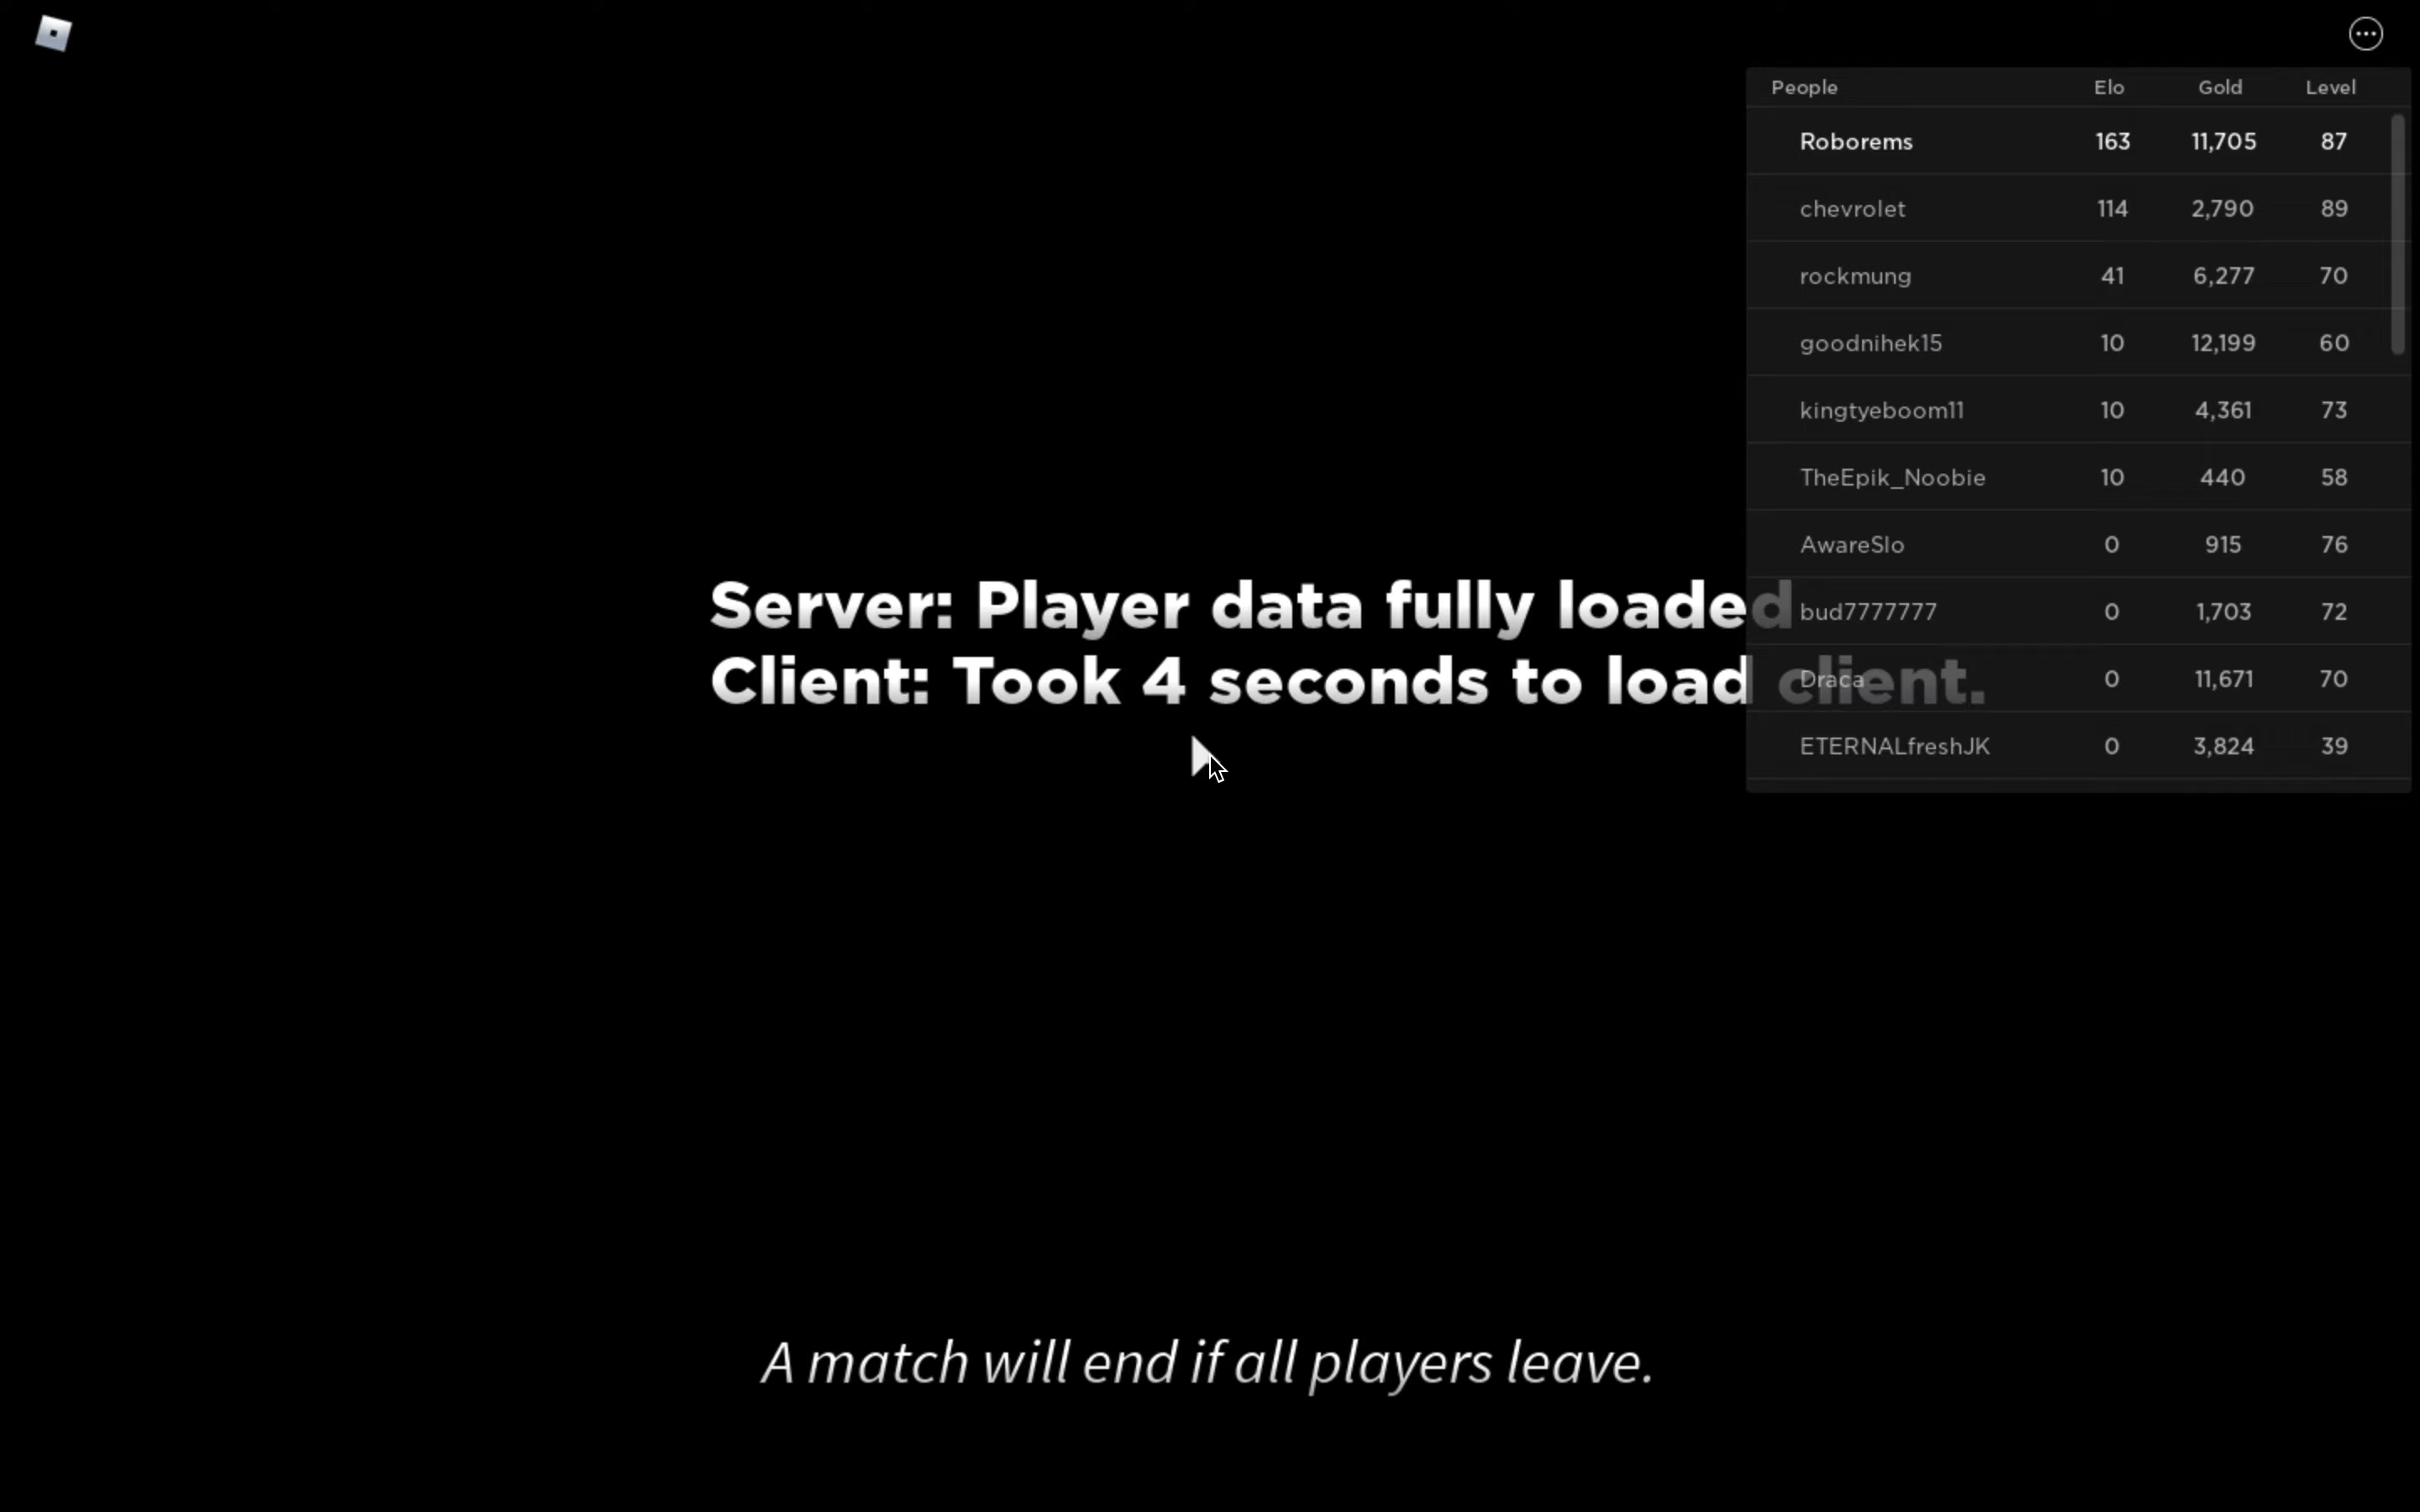 People Elo Gold Level
Roborems 163 11,705 87
chevrolet 114 2,790 89
rockmung 41 6,277 70
goodnihek15 10 12,199 60
kingtyeboom11 10 4,361 73
TheEpik_Noobie 10 440 58
AwareSlo 0 915 76
bud7777777 0 1,703 72
Draca 0 11,671 70
ETERNALfreshJK 0 3,824 39
Server: Player data fully loaded
Client: Took 4 seconds to load client.
A match will end if all players leave.